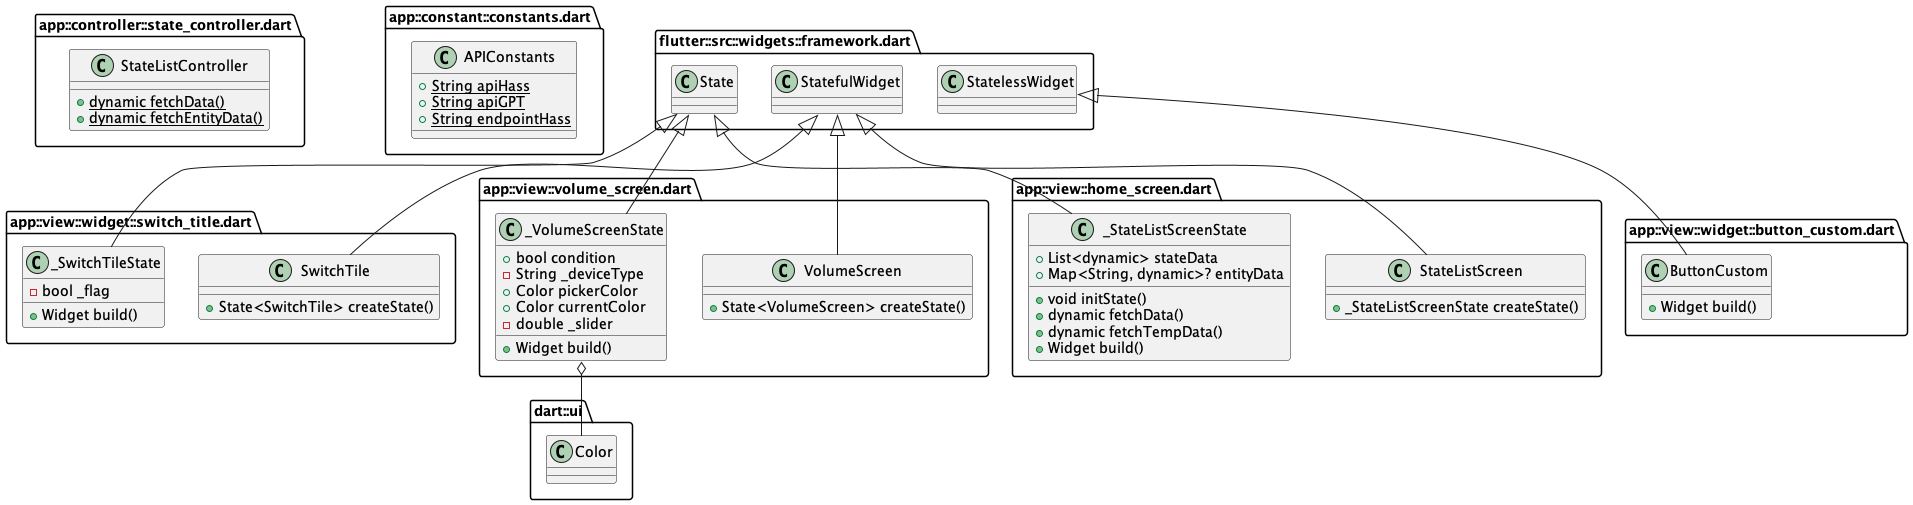 app::controller::state_controller.dart
C StateListController
dynamic fetchData()
dynamic fetchEntityData()
app::constant::constants.dart
C APIConstants
String apiHass
String apiGPT
String endpointHass
flutter::src::widgets::framework.dart
C State
C StatefulWidget
C StatelessWidget
app::view::widget::switch_title.dart
C _SwitchTileState
bool _flag
Widget build()
C SwitchTile
State<SwitchTile> createState()
app::view::volume_screen.dart
C _VolumeScreenState
bool condition
String _deviceType
Color pickerColor
Color currentColor
double _slider
Widget build()
C VolumeScreen
State<VolumeScreen> createState()
app::view::home_screen.dart
C _StateListScreenState
List<dynamic> stateData
Map<String, dynamic>? entityData
void initState()
dynamic fetchData()
dynamic fetchTempData()
Widget build()
C StateListScreen
_StateListScreenState createState()
app::view::widget::button_custom.dart
C ButtonCustom
Widget build()
dart::ui
C Color